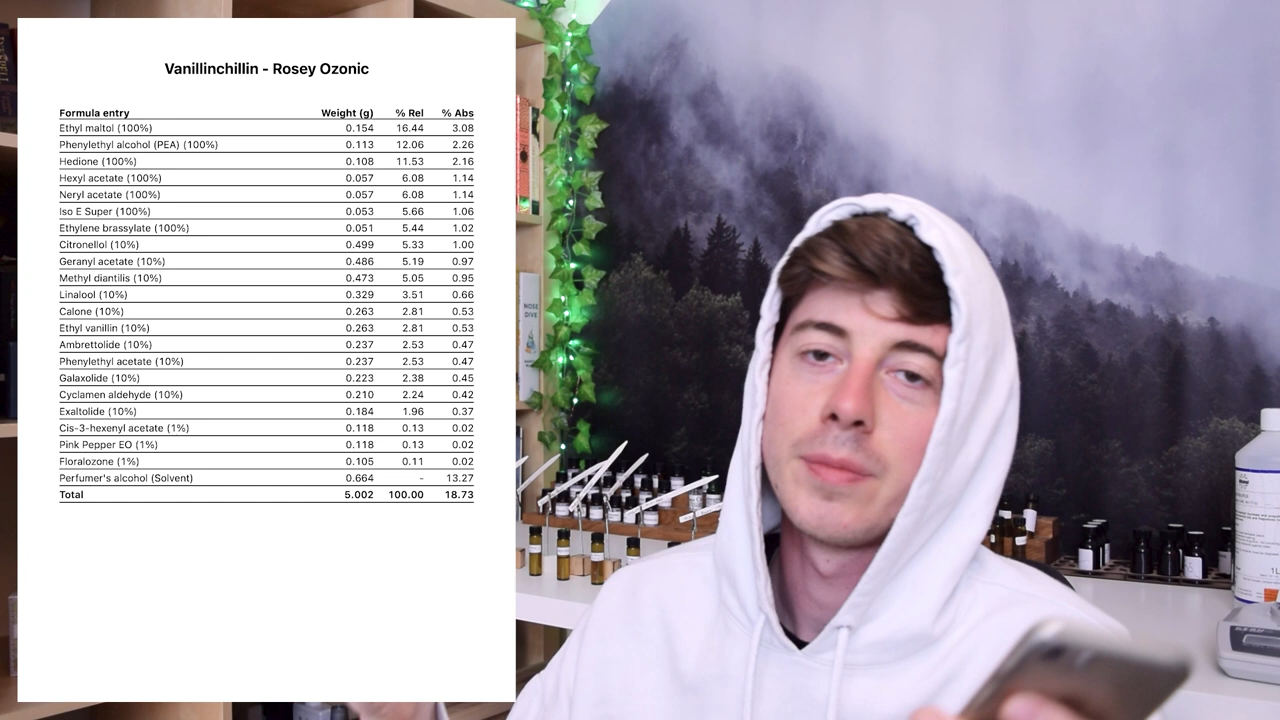 Vanillinchillin - Rosey Ozonic
Formula entry Weight (g) % Rel % Abs
Ethyl maltol (100%) 0.154 16.44 3.08
Phenylethyl alcohol (PEA) (100%) 0.113 12.06 2.26
Hedione (100%) 0.108 11.53 2.16
Hexyl acetate (100%) 0.057 6.08 1.14
Neryl acetate (100%) 0.057 6.08 1.14
Iso E Super (100%) 0.053 5.66 1.06
Ethylene brassylate (100%) 0.051 5.44 1.02
Citronellol (10%) 0.499 5.33 1.00
Geranyl acetate (10%) 0.486 5.19 0.97
Methyl diantilis (10%) 0.473 5.05 0.95
Linalool (10%) 0.329 3.51 0.66
Calone (10%) 0.263 2.81 0.53
Ethyl vanillin (10%) 0.263 2.81 0.53
Ambrettolide (10%) 0.237 2.53 0.47
Phenylethyl acetate (10%) 0.237 2.53 0.47
Galaxolide (10%) 0.223 2.38 0.45
Cyclamen aldehyde (10%) 0.210 2.24 0.42
Exaltolide (10%) 0.184 1.96 0.37
Cis-3-hexenyl acetate (1%) 0.118 0.13 0.02
Pink Pepper EO (1%) 0.118 0.13 0.02
Floralozone (1%) 0.105 0.11 0.02
Perfumer's alcohol (Solvent) 0.664 - 13.27
Total 5.002 100.00 18.73
NOSE
DIVE
1L